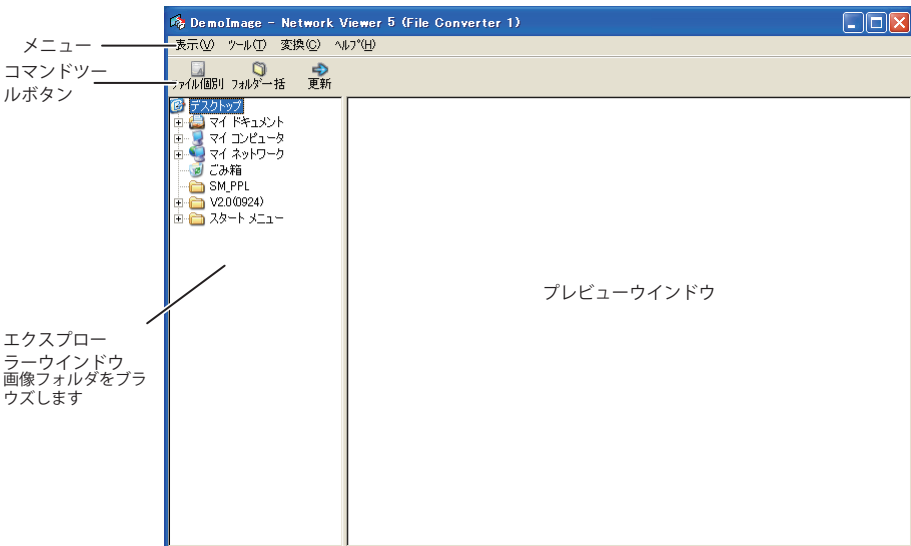 DemoImage - Network Viewer 5 (File Converter 1)
メニュー
表示(V) ツール(T) 変換(C) ヘルプ(H)
コマンドツー
ルボタン
ファイル個別 フォルダ一括 更新
デスクトップ
マイ ドキュメント
マイ コンピュータ
マイ ネットワーク
ごみ箱
SM_PPL
V2.0(0924)
スタート メニュー
プレビューウインドウ
エクスプロー
ラーウインドウ
画像フォルダをブラ
ウズします